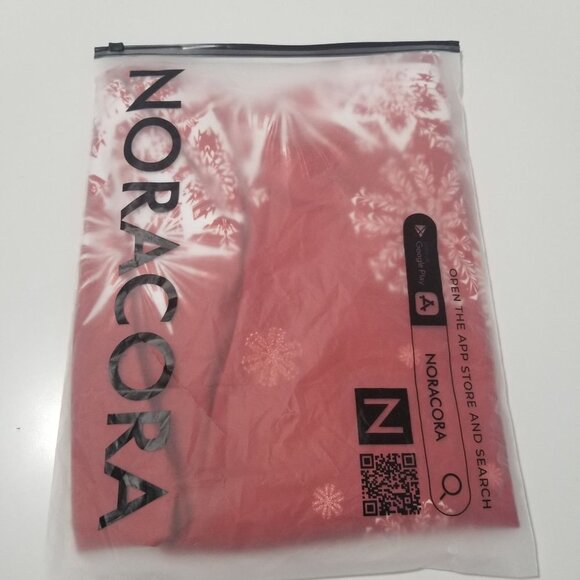 NORACORA
OPEN THE APP STORE AND SEARCH
Google Play
NORACORA
N